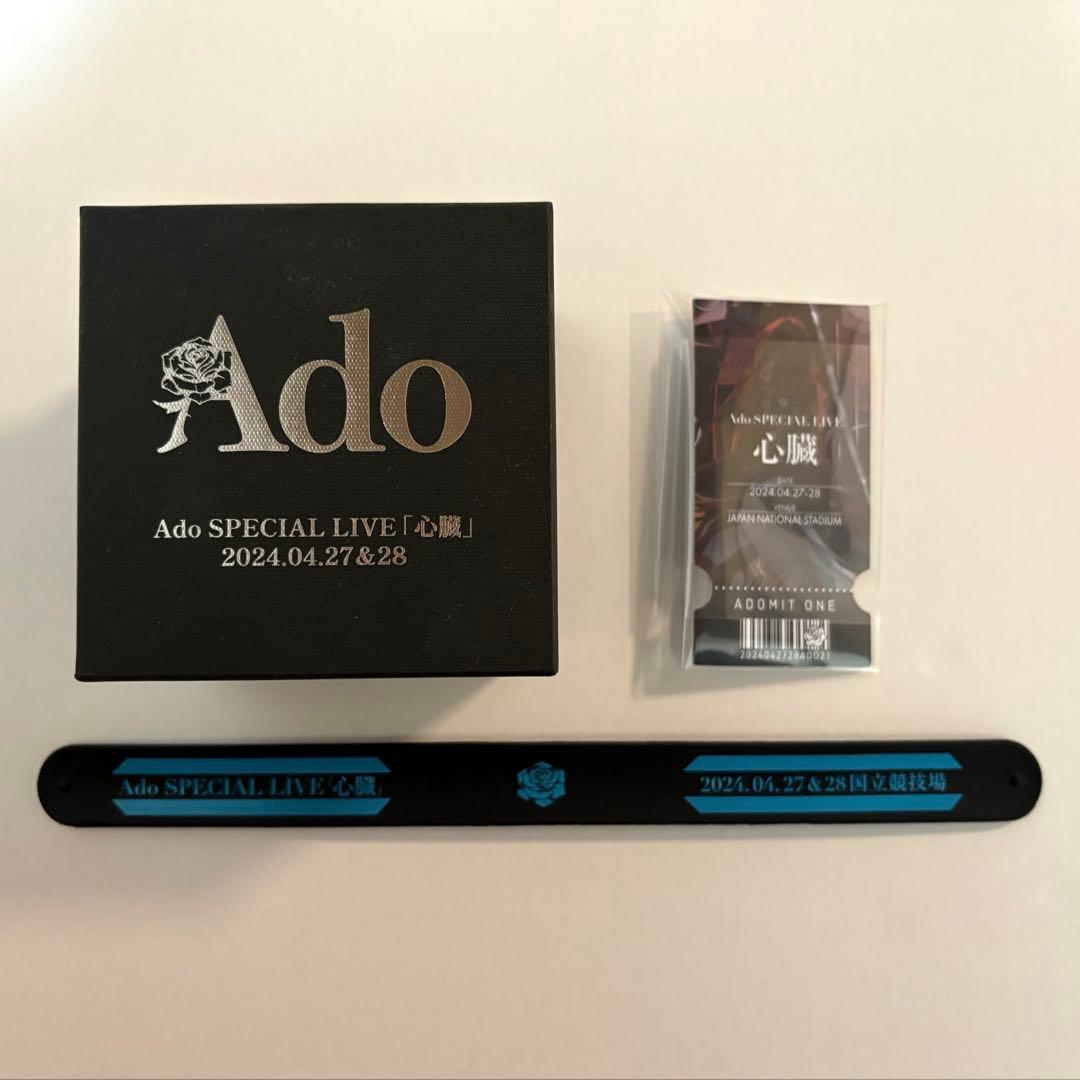 Ado
Ado SPECIAL LIVE「心臓」
2024.04.27&28
Ado SPECIAL LIVE
心臓
DATE
2024.04.27-28
VENUE
JAPAN NATIONAL STADIUM
ADOMIT ONE
2024042728ADO21
Ado SPECIAL LIVE「心臓」
2024.04.27&28国立競技場